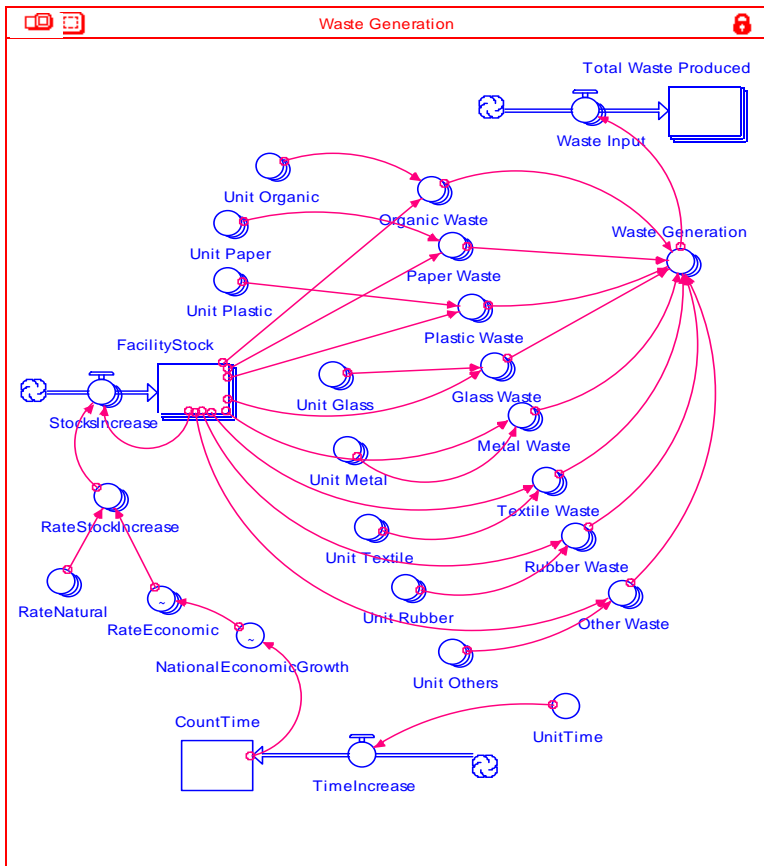 Waste Generation
Total Waste Produced
Waste Input
Unit Organic
Organic Waste
Waste Generation
Unit Paper
Paper Waste
Unit Plastic
Plastic Waste
FacilityStock
Unit Glass
Glass Waste
StocksIncrease
Metal Waste
Unit Metal
Textile Waste
RateStockIncrease
Unit Textile
Rubber Waste
RateNatural
RateEconomic
~
Unit Rubber
Other Waste
~
NationalEconomicGrowth
Unit Others
CountTime
UnitTime
TimeIncrease